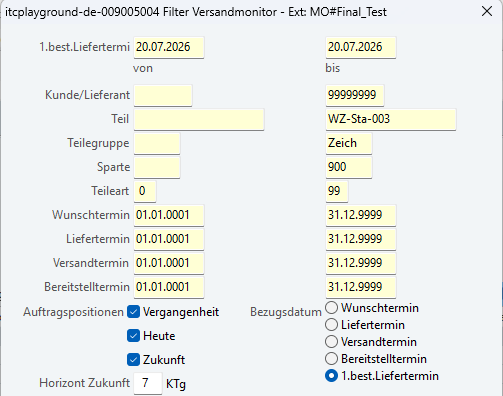 itcplayground-de-009005004 Filter Versandmonitor - Ext: MO#Final_Test
1.best.Liefertermi 20.07.2026 20.07.2026
von bis
Kunde/Lieferant 99999999
Teil WZ-Sta-003
Teilegruppe Zeich
Sparte 900
Teileart 0 99
Wunschtermin 01.01.0001 31.12.9999
Liefertermin 01.01.0001 31.12.9999
Versandtermin 01.01.0001 31.12.9999
Bereitstelltermin 01.01.0001 31.12.9999
Auftragspositionen Vergangenheit Bezugsdatum Wunschtermin
Liefertermin
Heute Versandtermin
Zukunft Bereitstelltermin
Horizont Zukunft 7 KTg 1.best.Liefertermin